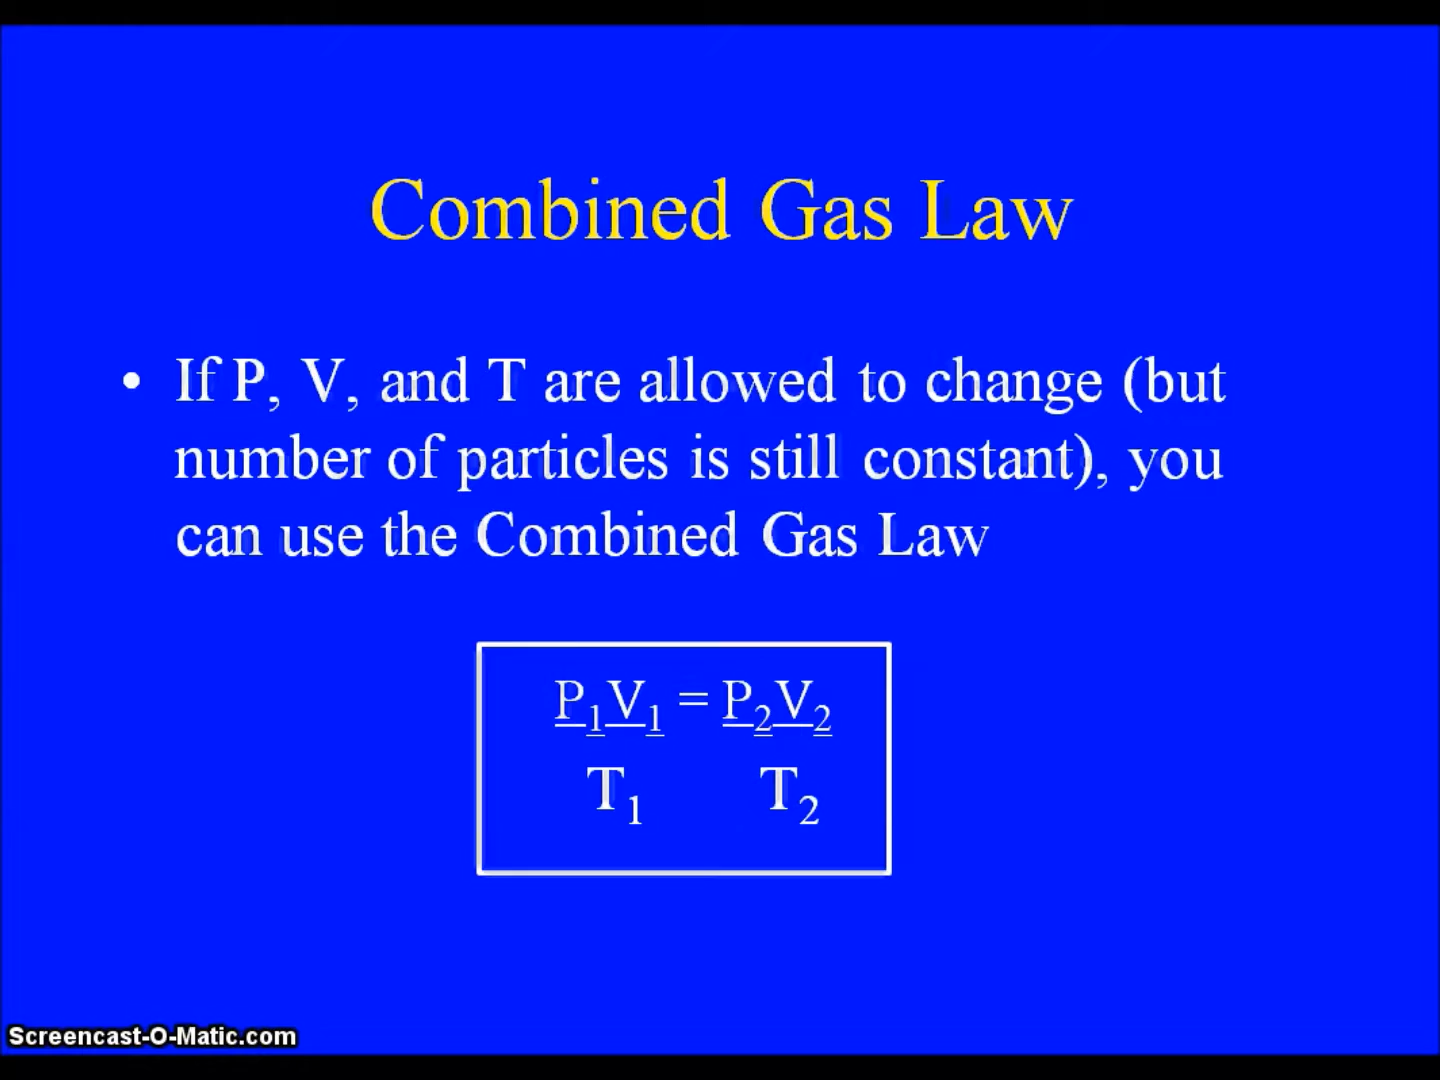 Combined Gas Law
• If P, V, and T are allowed to change (but
number of particles is still constant), you
can use the Combined Gas Law
P₁V₁ = P₂V₂
T₁ T₂
Screencast-O-Matic.com